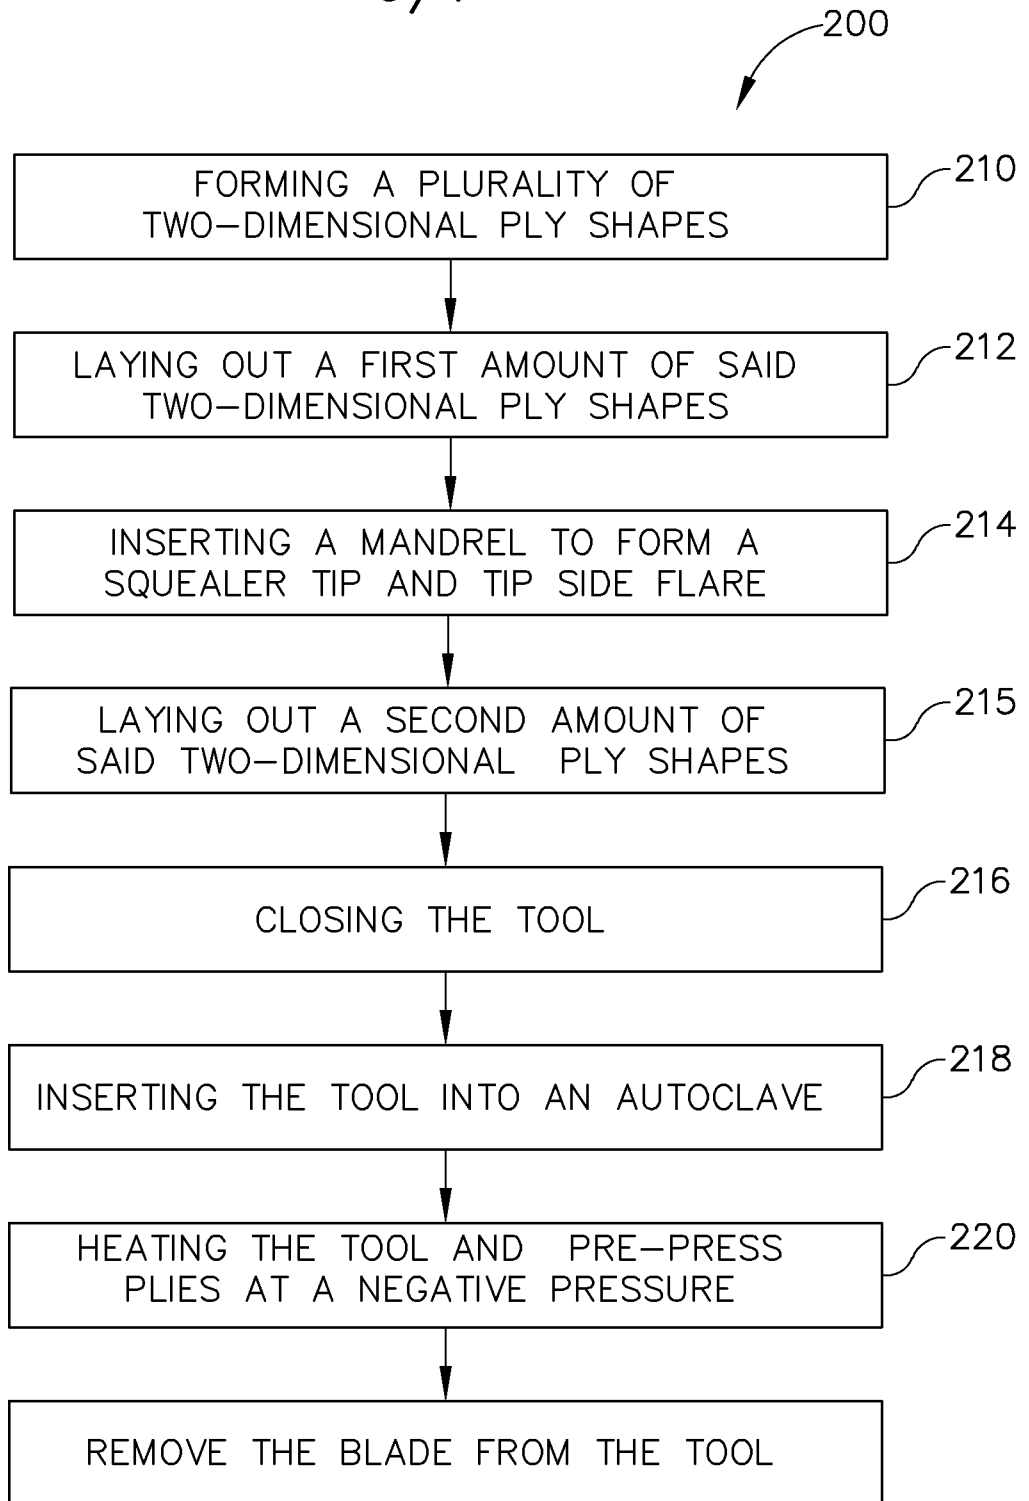 200
FORMING A PLURALITY OF
TWO-DIMENSIONAL PLY SHAPES
210
LAYING OUT A FIRST AMOUNT OF SAID
TWO-DIMENSIONAL PLY SHAPES
212
INSERTING A MANDREL TO FORM A
SQUEALER TIP AND TIP SIDE FLARE
214
LAYING OUT A SECOND AMOUNT OF
SAID TWO-DIMENSIONAL PLY SHAPES
215
CLOSING THE TOOL
216
INSERTING THE TOOL INTO AN AUTOCLAVE
218
HEATING THE TOOL AND PRE-PRESS
PLIES AT A NEGATIVE PRESSURE
220
REMOVE THE BLADE FROM THE TOOL